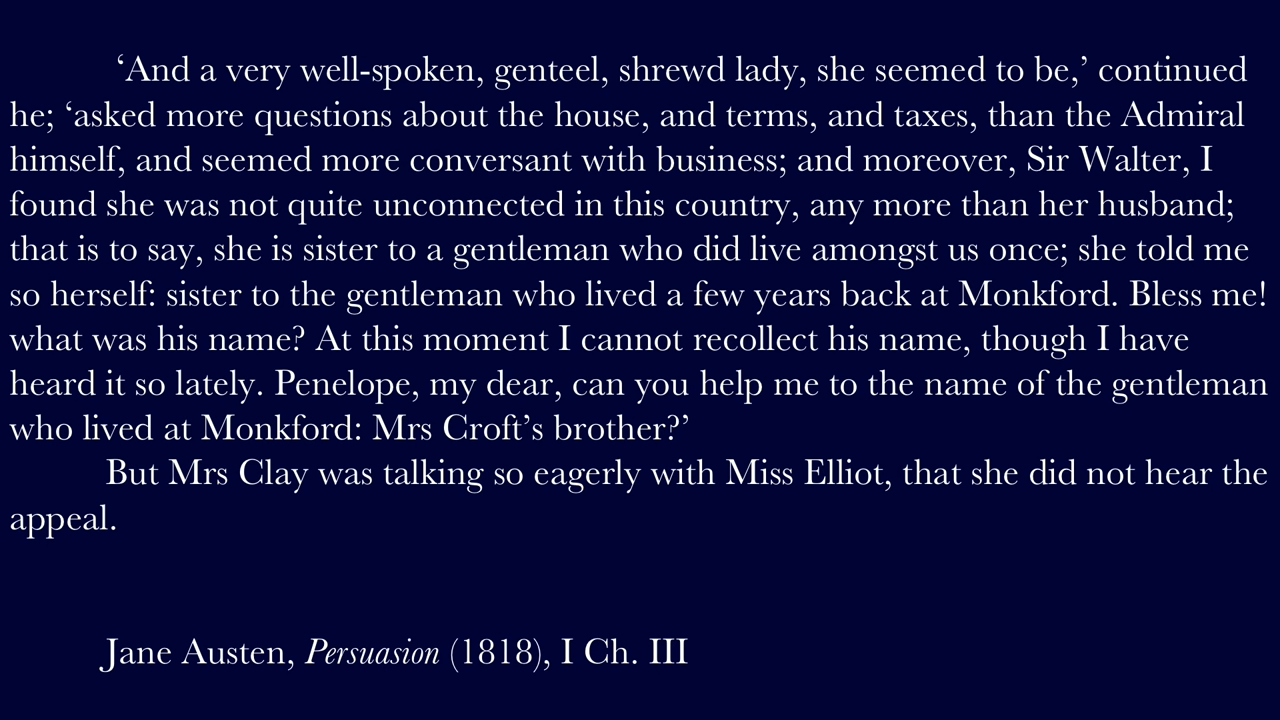 ‘And a very well-spoken, genteel, shrewd lady, she seemed to be,’ continued
he; ‘asked more questions about the house, and terms, and taxes, than the Admiral
himself, and seemed more conversant with business; and moreover, Sir Walter, I
found she was not quite unconnected in this country, any more than her husband;
that is to say, she is sister to a gentleman who did live amongst us once; she told me
so herself: sister to the gentleman who lived a few years back at Monkford. Bless me!
what was his name? At this moment I cannot recollect his name, though I have
heard it so lately. Penelope, my dear, can you help me to the name of the gentleman
who lived at Monkford: Mrs Croft’s brother?’
But Mrs Clay was talking so eagerly with Miss Elliot, that she did not hear the
appeal.
Jane Austen, Persuasion (1818), I Ch. III